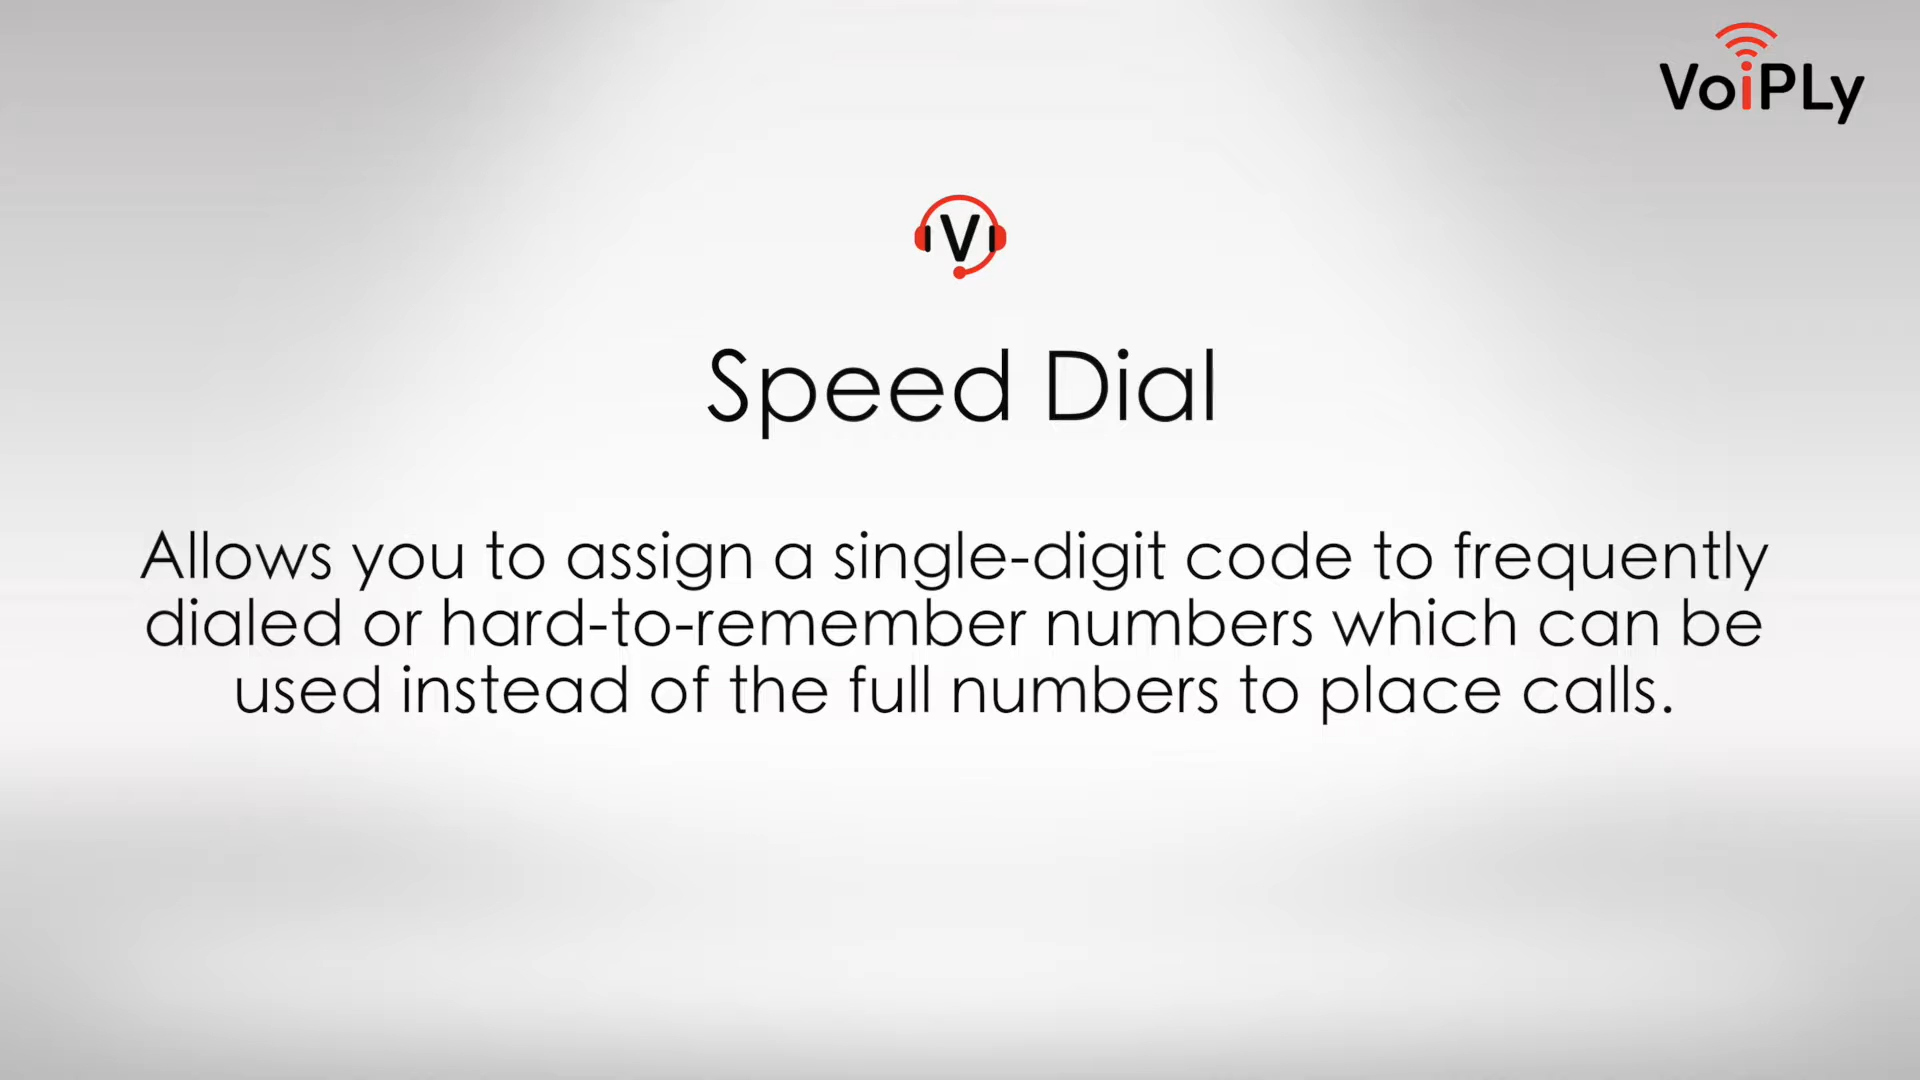 VoiPLy
V
Speed Dial
Allows you to assign a single-digit code to frequently
dialed or hard-to-remember numbers which can be
used instead of the full numbers to place calls.